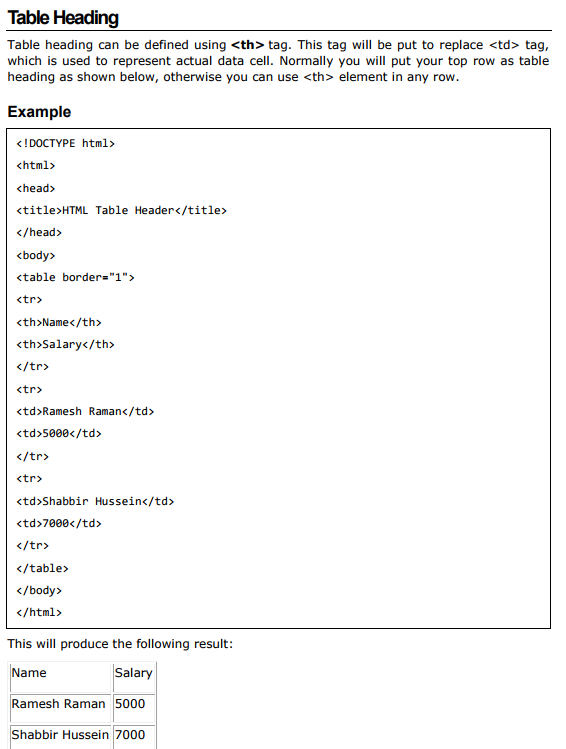 Table Heading
Table heading can be defined using <th> tag. This tag will be put to replace <td> tag,
which is used to represent actual data cell. Normally you will put your top row as table
heading as shown below, otherwise you can use <th> element in any row.
Example
<!DOCTYPE html>
<html>
<head>
<title>HTML Table Header</title>
</head>
<body>
<table border="1">
<tr>
<th>Name</th>
<th>Salary</th>
</tr>
<tr>
<td>Ramesh Raman</td>
<td>5000</td>
</tr>
<tr>
<td>Shabbir Hussein</td>
<td>7000</td>
</tr>
</table>
</body>
</html>
This will produce the following result:
Name Salary
Ramesh Raman 5000
Shabbir Hussein 7000